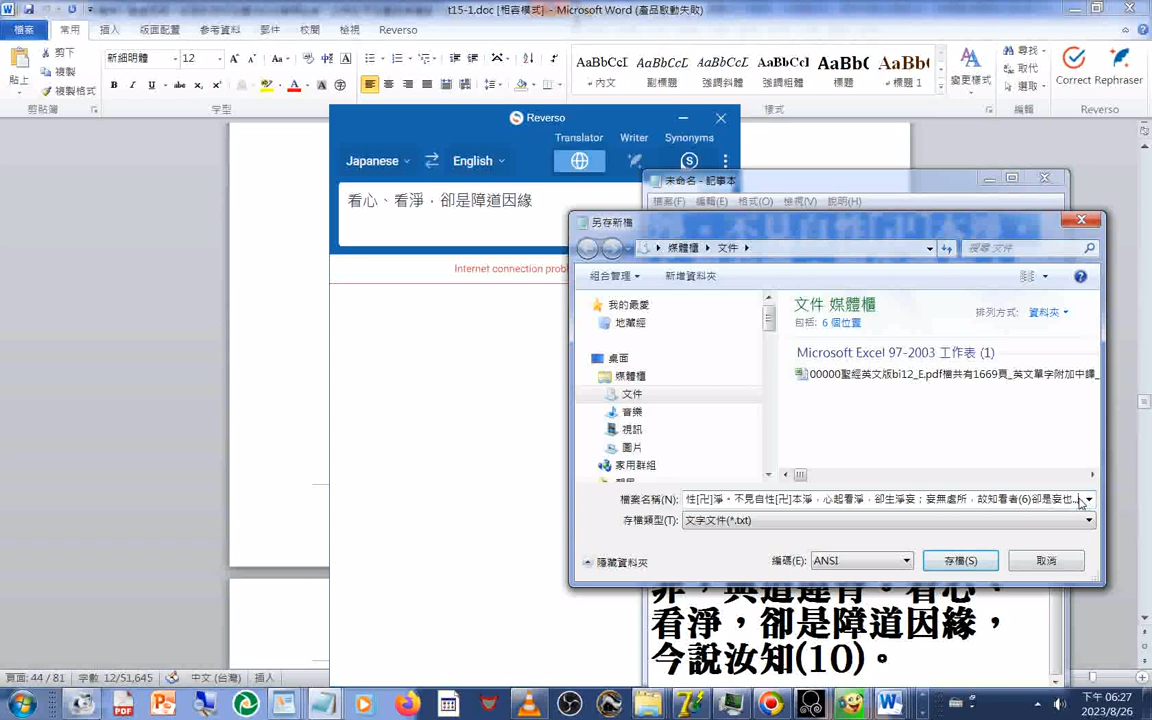 t15-1.doc [相容模式] - Microsoft Word (產品啟動失敗)
檔案 常用 插入 版面配置 參考資料 郵件 校閱 檢視 Reverso
貼上 剪下 複製 複製格式
新細明體 12
AaBbCcI AaBbCcI AaBbCcI AaBbCcI AaBbC AaBbC
內文 副標題 強調斜體 強調粗體 標題 標題 1
變更樣式 尋找 取代 選取 Correct Rephraser
剪貼簿 字型 樣式 編輯 Reverso
Reverso
Translator Writer Synonyms
Japanese English
看心、看淨，卻是障道因緣
Internet connection prob
未命名 - 記事本
檔案(F) 編輯(E) 格式(O) 檢視(V) 說明(H)
另存新檔
媒體櫃 文件 搜尋 文件
組合管理 新增資料夾
我的最愛
地藏經
桌面
媒體櫃
文件
音樂
視訊
圖片
家用群組
文件 媒體櫃
包括: 6 個位置
排列方式: 資料夾
Microsoft Excel 97-2003 工作表 (1)
00000聖經英文版bi12_E.pdf檔共有1669頁_英文單字附加中譯_
檔案名稱(N): 性[卍]淨。不見自性[卍]本淨，心起看淨，卻生淨妄；妄無處所，故知看者(6)卻是妄也...
存檔類型(T): 文字文件(*.txt)
隱藏資料夾 編碼(E): ANSI 存檔(S) 取消
非，與道違背。看心、
看淨，卻是障道因緣，
今說汝知(10)。
頁面: 44 / 81 字數: 12/51,645 中文 (台灣) 插入
下午 06:27
2023/8/26